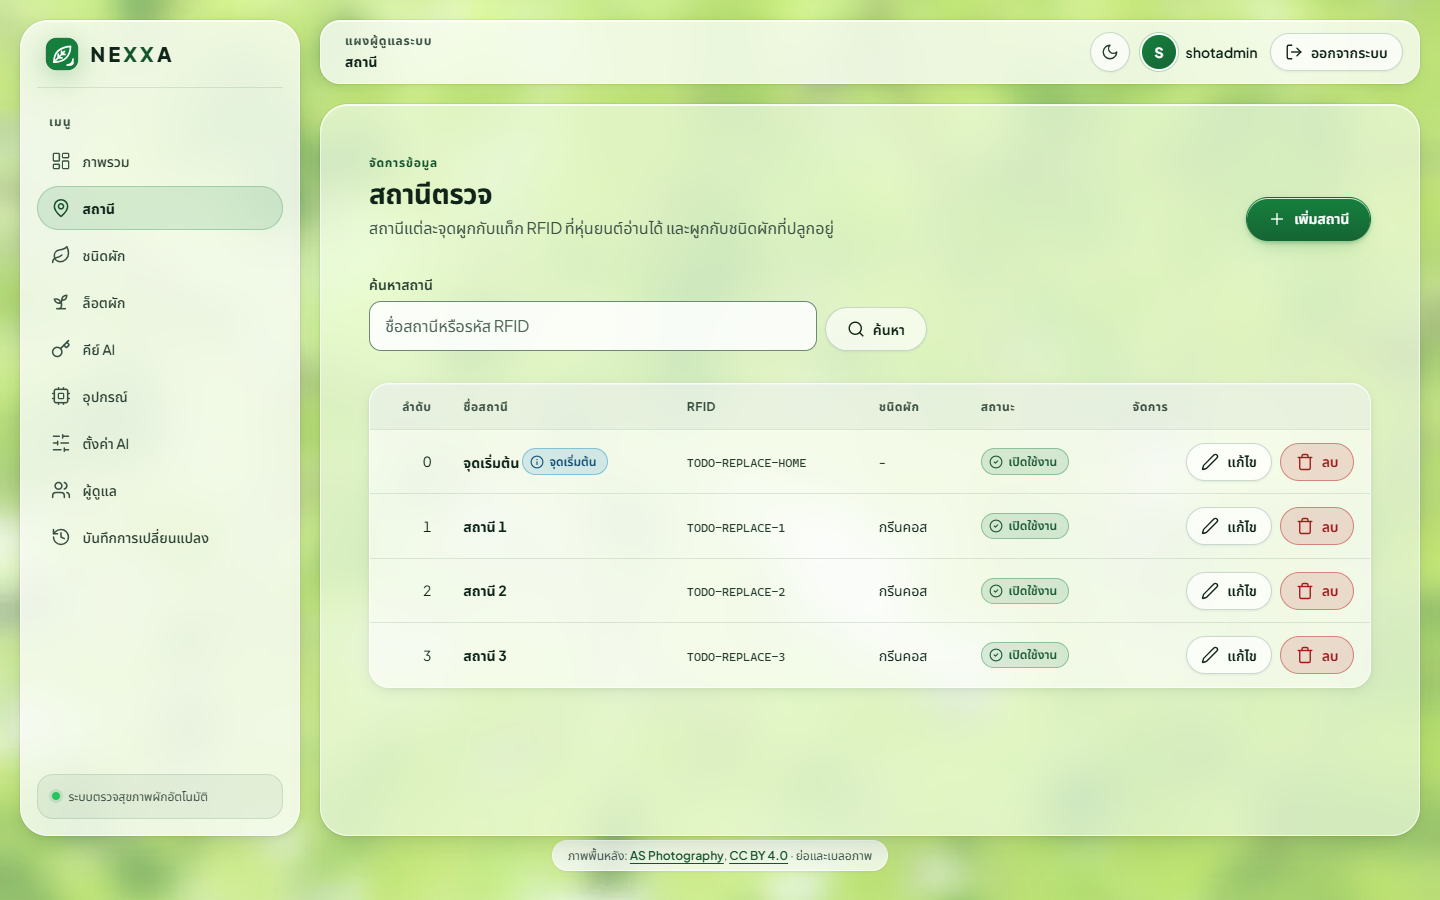 NEXXA
เมนู
ภาพรวม
สถานี
ชนิดผัก
ล็อตผัก
คีย์ AI
อุปกรณ์
ตั้งค่า AI
ผู้ดูแล
บันทึกการเปลี่ยนแปลง
ระบบตรวจสุขภาพผักอัตโนมัติ
แผงผู้ดูแลระบบ
สถานี
S shotadmin ออกจากระบบ
จัดการข้อมูล
สถานีตรวจ
สถานีแต่ละจุดผูกกับแท็ก RFID ที่หุ่นยนต์อ่านได้ และผูกกับชนิดผักที่ปลูกอยู่
เพิ่มสถานี
ค้นหาสถานี
ชื่อสถานีหรือรหัส RFID ค้นหา
ลำดับ ชื่อสถานี RFID ชนิดผัก สถานะ จัดการ
0 จุดเริ่มต้น จุดเริ่มต้น TODO-REPLACE-HOME - เปิดใช้งาน แก้ไข ลบ
1 สถานี 1 TODO-REPLACE-1 กรีนคอส เปิดใช้งาน แก้ไข ลบ
2 สถานี 2 TODO-REPLACE-2 กรีนคอส เปิดใช้งาน แก้ไข ลบ
3 สถานี 3 TODO-REPLACE-3 กรีนคอส เปิดใช้งาน แก้ไข ลบ
ภาพพื้นหลัง: AS Photography, CC BY 4.0 · ย่อและเบลอภาพ